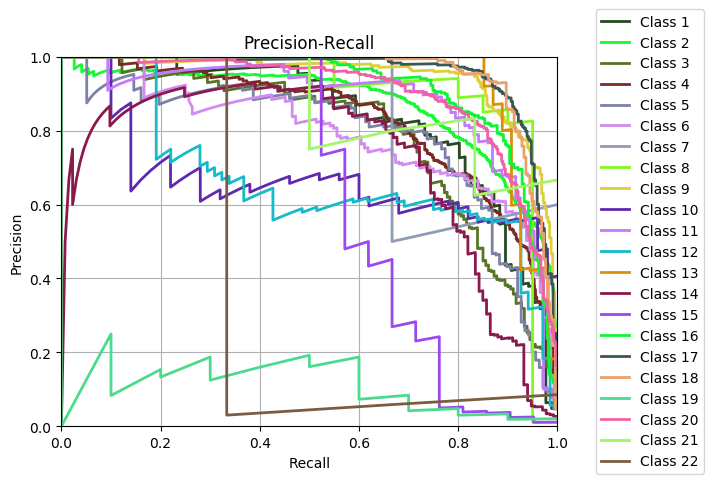 Precision-Recall
1.0
0.8
0.6
0.4
0.2
0.0
Precision
0.0 0.2 0.4 0.6 0.8 1.0
Recall
Class 1
Class 2
Class 3
Class 4
Class 5
Class 6
Class 7
Class 8
Class 9
Class 10
Class 11
Class 12
Class 13
Class 14
Class 15
Class 16
Class 17
Class 18
Class 19
Class 20
Class 21
Class 22